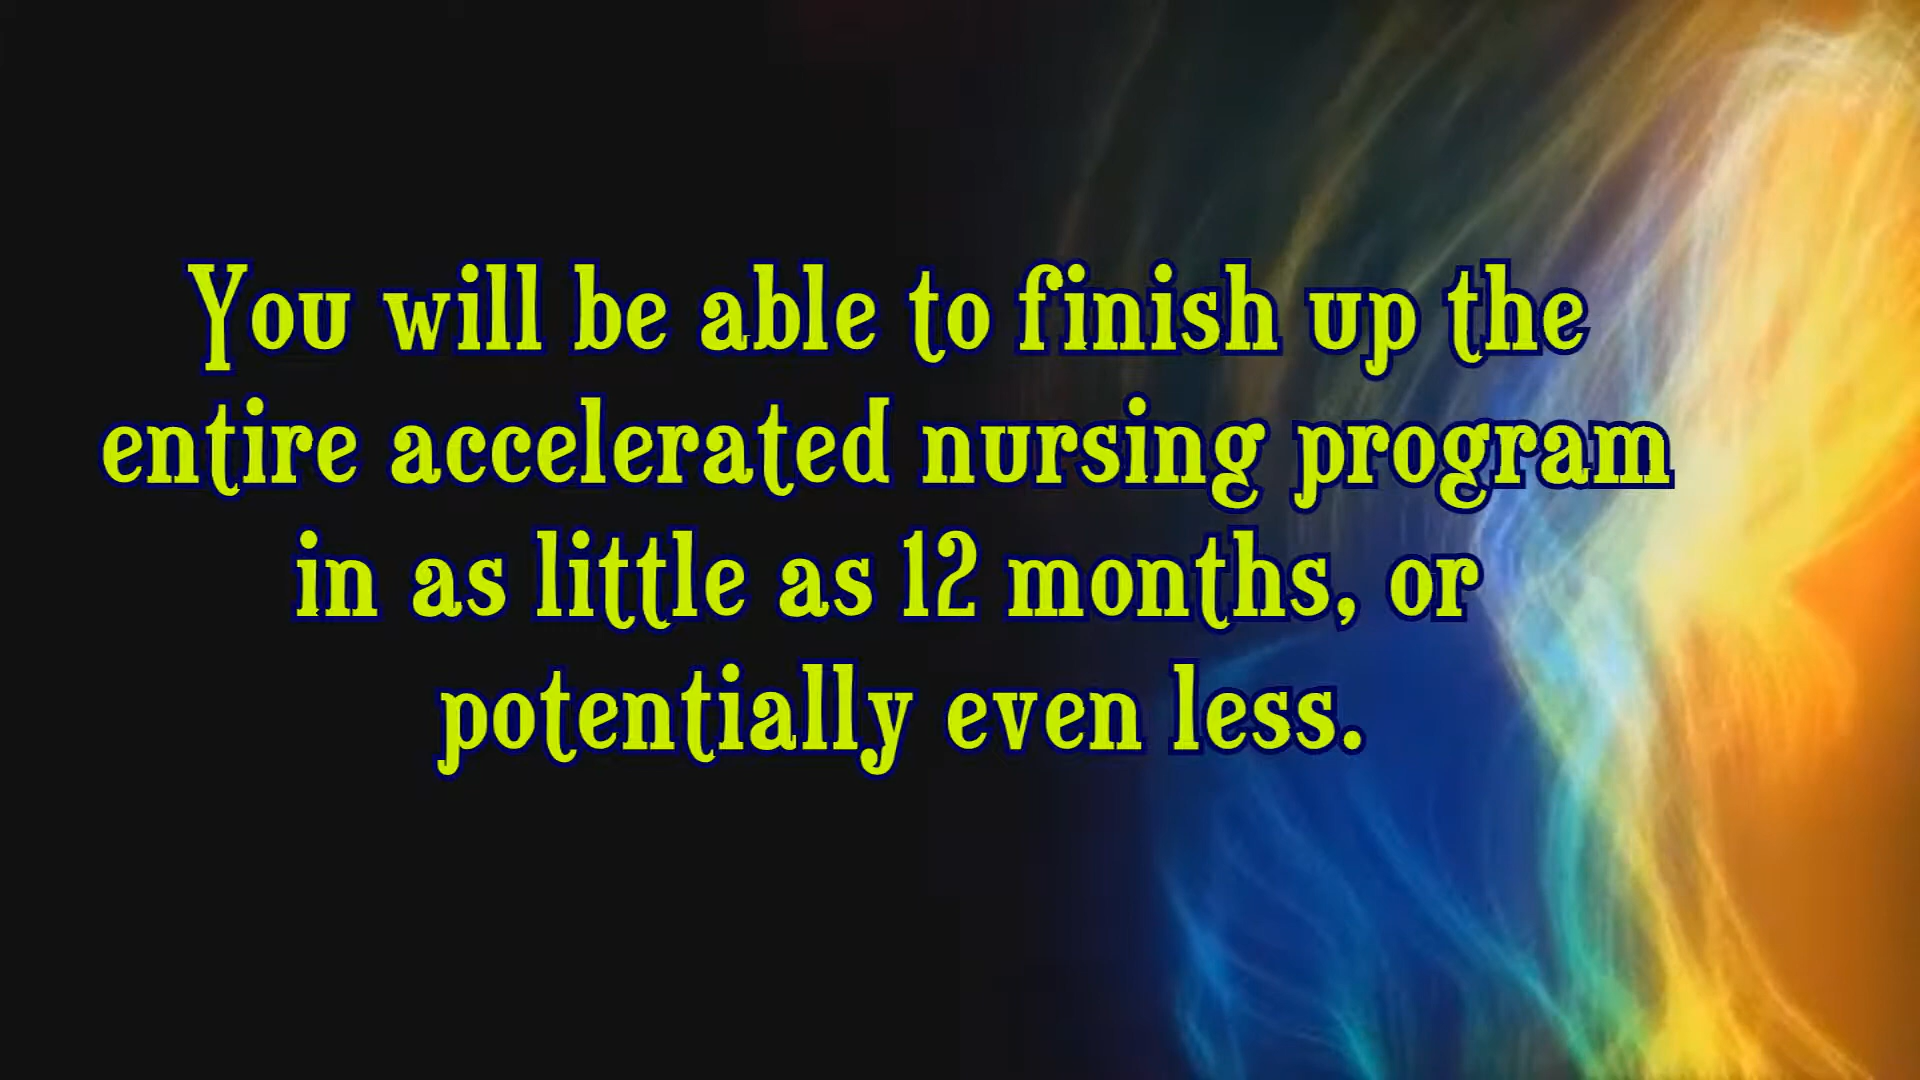 You will be able to finish up the
entire accelerated nursing program
in as little as 12 months, or
potentially even less.